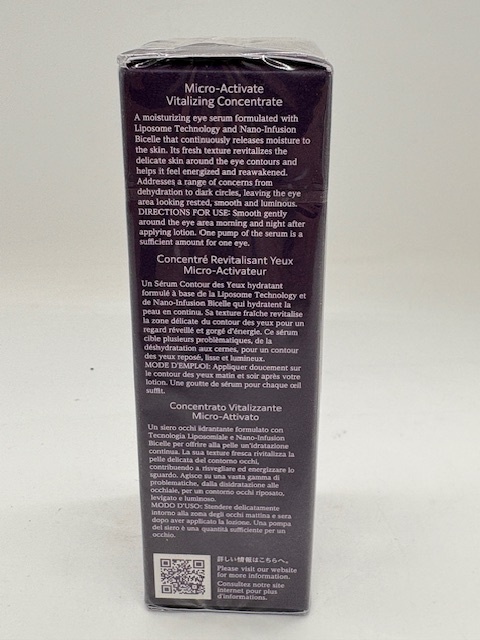 Micro-Activate
Vitalizing Concentrate
A moisturizing eye serum formulated with
Liposome Technology and Nano-Infusion
Bicelle that continuously releases moisture to
the skin. Its fresh texture revitalizes the
delicate skin around the eye contours and
helps it feel energized and reawakened.
Addresses a range of concerns from
dehydration to dark circles, leaving the eye
area looking rested, smooth and luminous.
DIRECTIONS FOR USE: Smooth gently
around the eye area morning and night after
applying lotion. One pump of the serum is a
sufficient amount for one eye.
Concentré Revitalisant Yeux
Micro-Activateur
Un Sérum Contour des Yeux hydratant
formulé à base de la Liposome Technology et
de Nano-Infusion Bicelle qui hydratent la
peau en continu. Sa texture fraîche revitalise
la zone délicate du contour des yeux pour un
regard réveillé et gorgé d'énergie. Ce sérum
cible plusieurs problèmatiques, de la
déshydratation aux cernes, pour un contour
des yeux reposé, lisse et lumineux.
MODE D'EMPLOI: Appliquer doucement sur
le contour des yeux matin et soir après votre
lotion. Une goutte de sérum pour chaque œil
suffit.
Concentrato Vitalizzante
Micro-Attivato
Un siero occhi idratante formulato con
Tecnologia Liposomiale e Nano-Infusion
Bicelle per offrire alla pelle un'idratazione
continua. La sua texture fresca rivitalizza la
pelle delicata del contorno occhi,
contribuendo a risvegliare ed energizzare lo
sguardo. Agisce su una vasta gamma di
problematiche, dalla disidratazione alle
occhiaie, per un contorno occhi riposato,
levigato e luminoso.
MODO D'USO: Stendere delicatamente
intorno alla zona degli occhi mattina e sera
dopo aver applicato la lozione. Una pompa
del siero è una quantità sufficiente per un
occhio.
詳しい情報はこちらへ。
Please visit our website
for more information.
Consultez notre site
internet pour plus
d'informations.